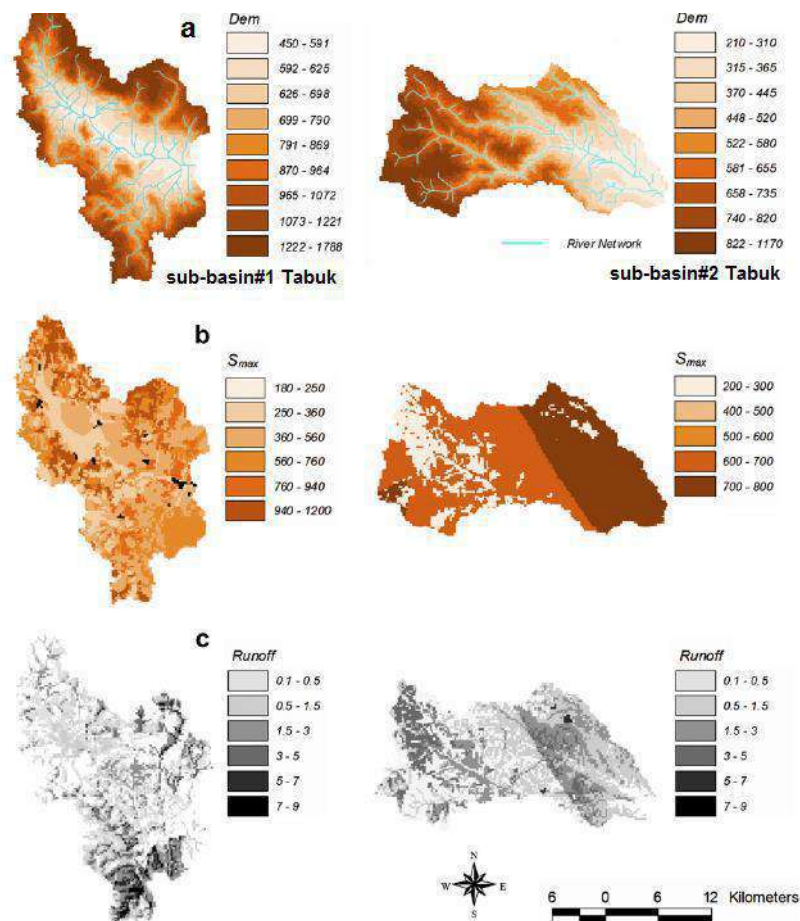 a
Dem
450 - 591
592 - 625
626 - 698
699 - 790
791 - 869
870 - 964
965 - 1072
1073 - 1221
1222 - 1788
sub-basin#1 Tabuk
Dem
210 - 310
315 - 365
370 - 445
448 - 520
522 - 580
581 - 655
658 - 735
740 - 820
822 - 1170
River Network
sub-basin#2 Tabuk
b
Smax
180 - 250
250 - 360
360 - 560
560 - 760
760 - 940
940 - 1200
Smax
200 - 300
400 - 500
500 - 600
600 - 700
700 - 800
c
Runoff
0.1 - 0.5
0.5 - 1.5
1.5 - 3
3 - 5
5 - 7
7 - 9
Runoff
0.1 - 0.5
0.5 - 1.5
1.5 - 3
3 - 5
5 - 7
7 - 9
N
W E
S
6 0 6 12 Kilometers